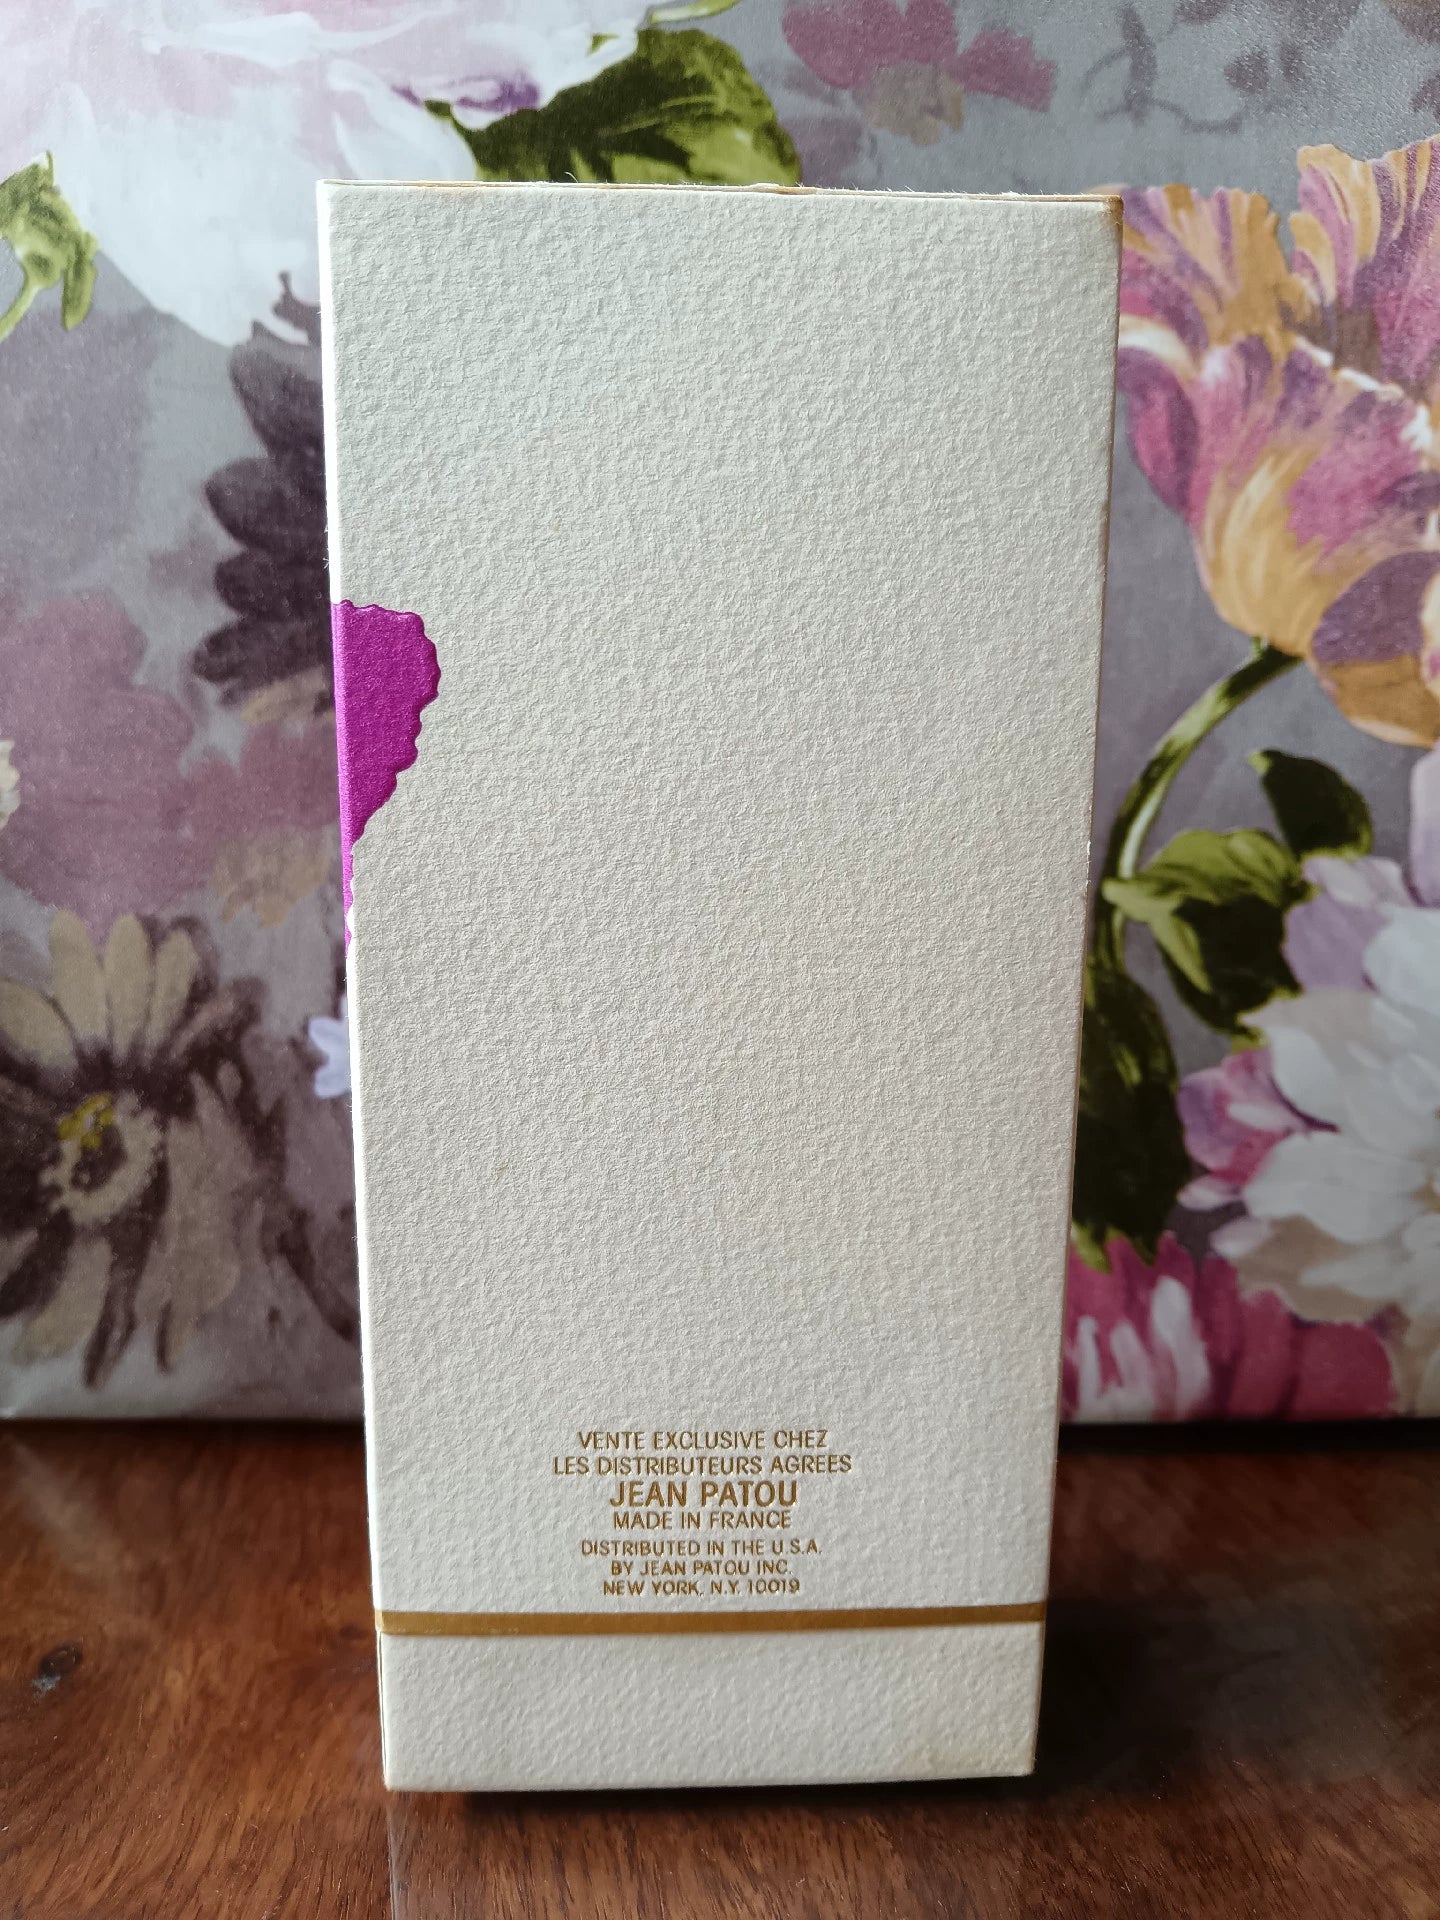 VENTE EXCLUSIVE CHEZ
LES DISTRIBUTEURS AGREES
JEAN PATOU
MADE IN FRANCE
DISTRIBUTED IN THE U.S.A.
BY JEAN PATOU INC.
NEW YORK, N.Y. 10019